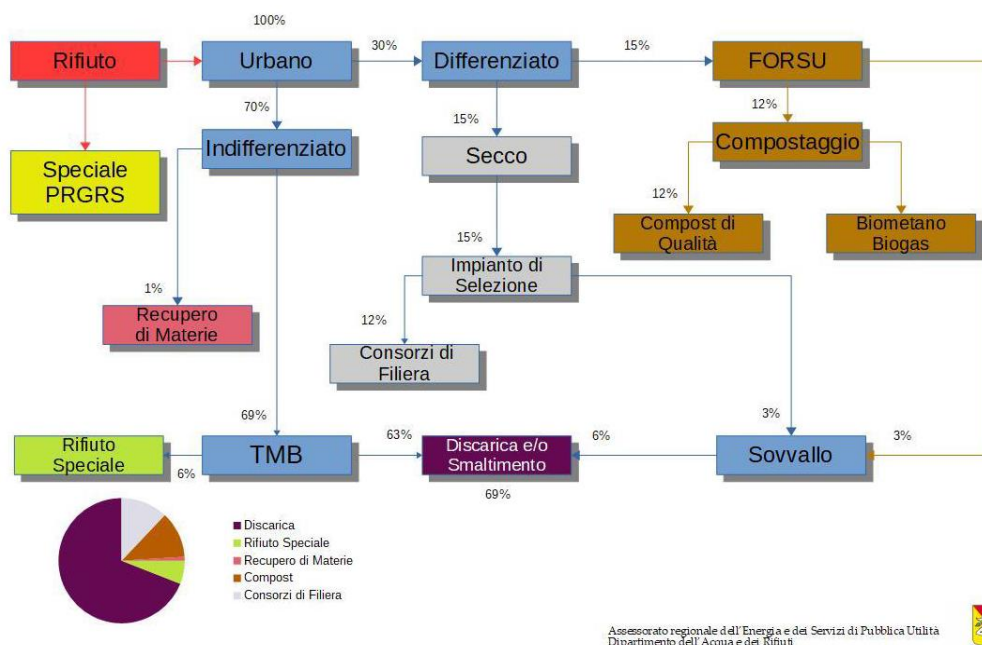 100%
Rifiuto
Urbano
30%
Differenziato
15%
FORSU
70%
15%
12%
Speciale
PRGRS
Indifferenziato
Secco
Compostaggio
12%
Compost di
Qualità
Biometano
Biogas
15%
Impianto di
Selezione
1%
Recupero
di Materie
12%
Consorzi di
Filiera
69%
63%
6%
3%
3%
Rifiuto
Speciale
6%
TMB
Discarica e/o
Smaltimento
69%
Sovvallo
Discarica
Rifiuto Speciale
Recupero di Materie
Compost
Consorzi di Filiera
Assessorato regionale dell'Energia e dei Servizi di Pubblica Utilità
Dipartimento dell'Acqua e dei Rifiuti